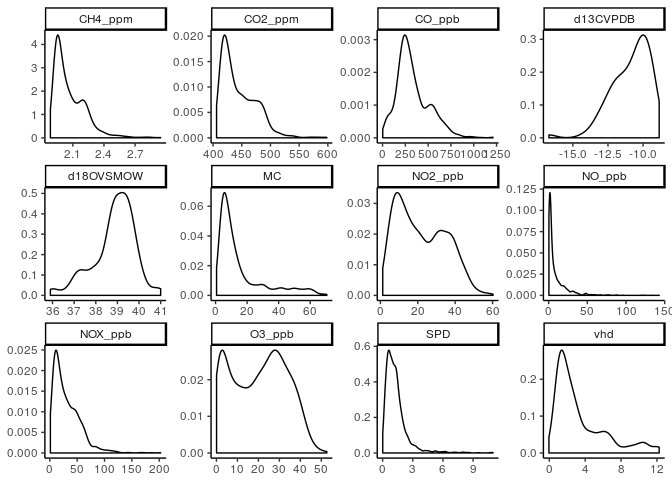 CH4_ppm CO2_ppm CO_ppb d13CVPDB
4 3 2 1 0
0.020 0.015 0.010 0.005 0.000
0.003 0.002 0.001 0.000
0.3 0.2 0.1 0.0
2.1 2.4 2.7
400 450 500 550 600
0 250 500 750 1000 1250
-15.0 -12.5 -10.0
d18OVSMOW MC NO2_ppb NO_ppb
0.5 0.4 0.3 0.2 0.1 0.0
0.06 0.04 0.02 0.00
0.03 0.02 0.01 0.00
0.125 0.100 0.075 0.050 0.025 0.000
36 37 38 39 40 41
0 20 40 60
0 20 40 60
0 50 100 150
NOX_ppb O3_ppb SPD vhd
0.025 0.020 0.015 0.010 0.005 0.000
0.02 0.01 0.00
0.6 0.4 0.2 0.0
0.2 0.1 0.0
0 50 100 150 200
0 10 20 30 40 50
0 3 6 9
0 4 8 12